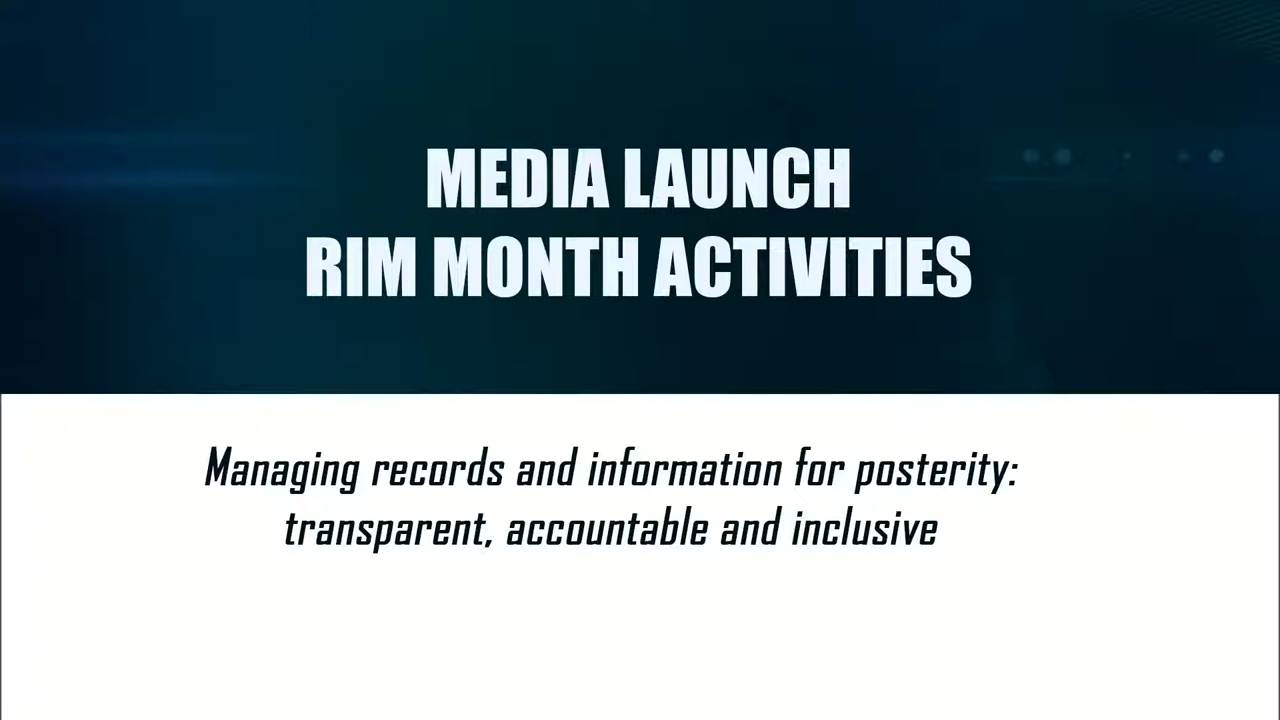 MEDIA LAUNCH
RIM MONTH ACTIVITIES
Managing records and information for posterity:
transparent, accountable and inclusive